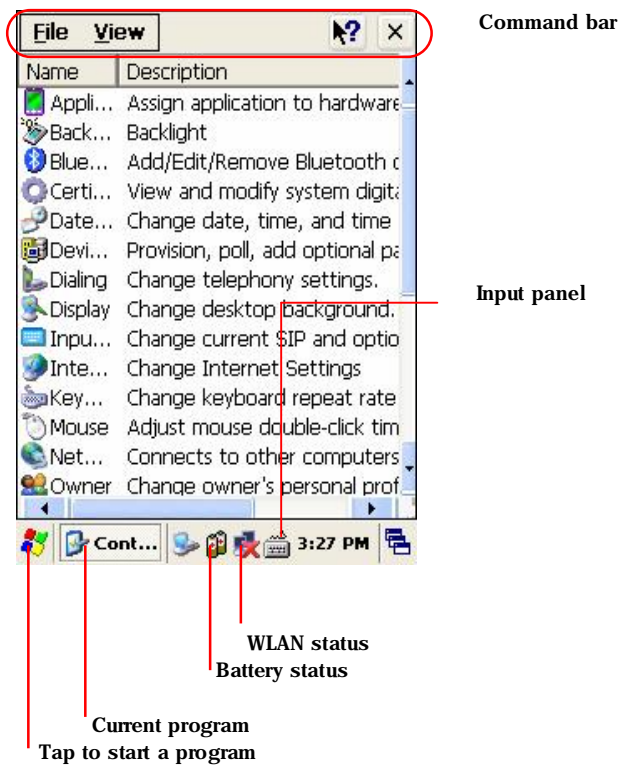 File View ? × Command bar
Name Description
Appli... Assign application to hardware
Back... Backlight
Blue... Add/Edit/Remove Bluetooth d
Certi... View and modify system digita
Date... Change date, time, and time
Devi... Provision, poll, add optional pa
Dialing Change telephony settings.
Display Change desktop background.
Input panel
Inpu... Change current SIP and optio
Inte... Change Internet Settings
Key... Change keyboard repeat rate
Mouse Adjust mouse double-click tim
Net... Connects to other computers
Owner Change owner's personal prof
Cont... 3:27 PM
WLAN status
Battery status
Current program
Tap to start a program